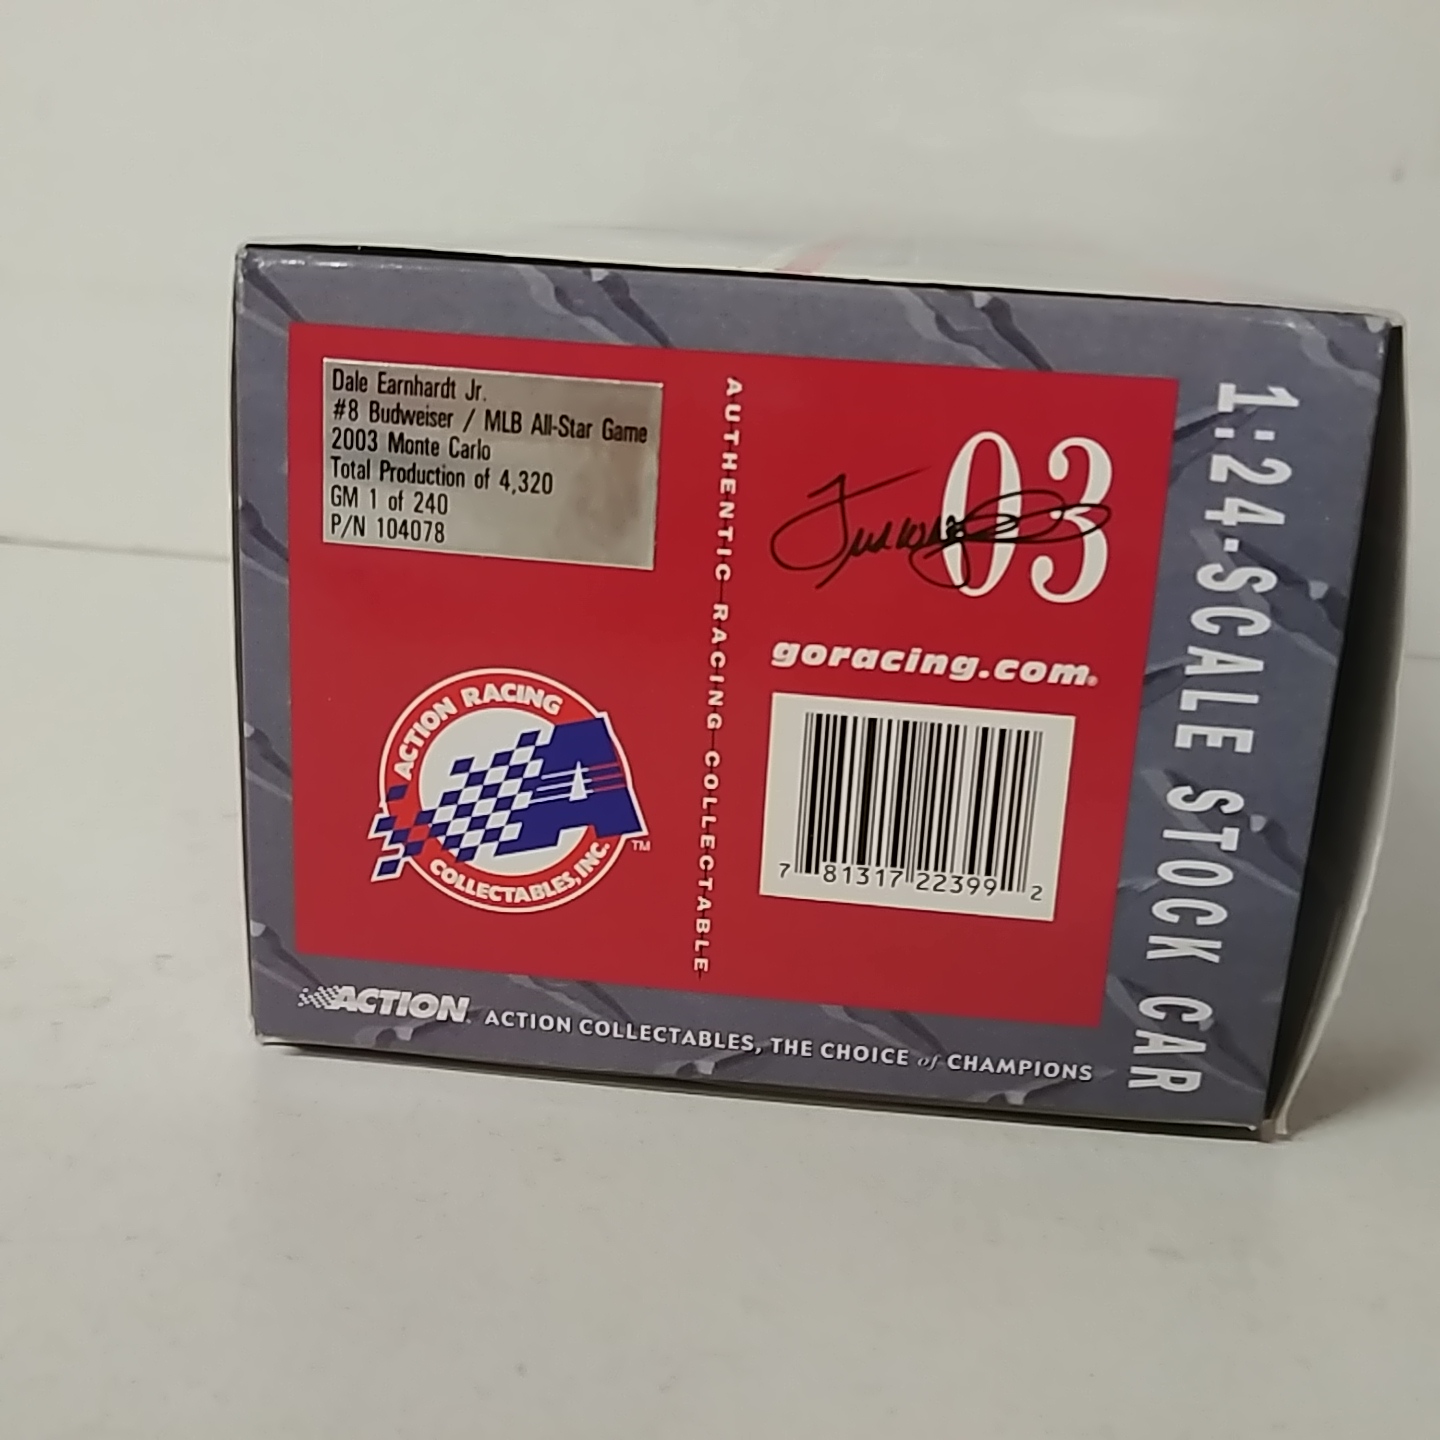 Dale Earnhardt Jr.
#8 Budweiser / MLB All-Star Game
2003 Monte Carlo
Total Production of 4,320
GM 1 of 240
P/N 104078
ACTION RACING
COLLECTABLES, INC.
TM
AUTHENTIC RACING COLLECTABLE
03
goracing.com®
7 81317 22399 2
1:24-SCALE STOCK CAR
ACTION
ACTION COLLECTABLES, THE CHOICE of CHAMPIONS